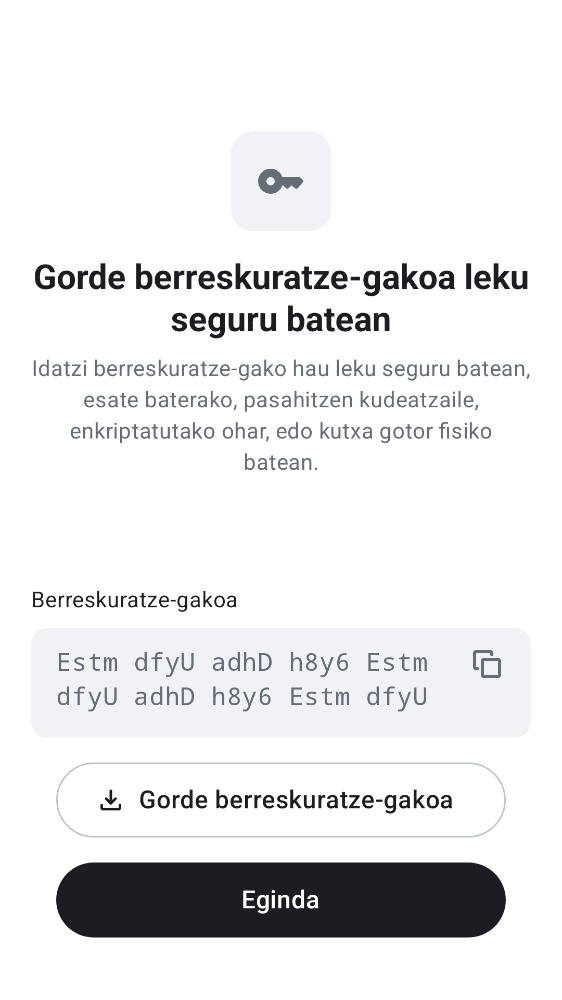 Gorde berreskuratze-gakoa leku
seguru batean
Idatzi berreskuratze-gako hau leku seguru batean,
esate baterako, pasahitzen kudeatzaile,
enkriptatutako ohar, edo kutxa gotor fisiko
batean.
Berreskuratze-gakoa
Estm dfyU adhD h8y6 Estm
dfyU adhD h8y6 Estm dfyU
Gorde berreskuratze-gakoa
Eginda